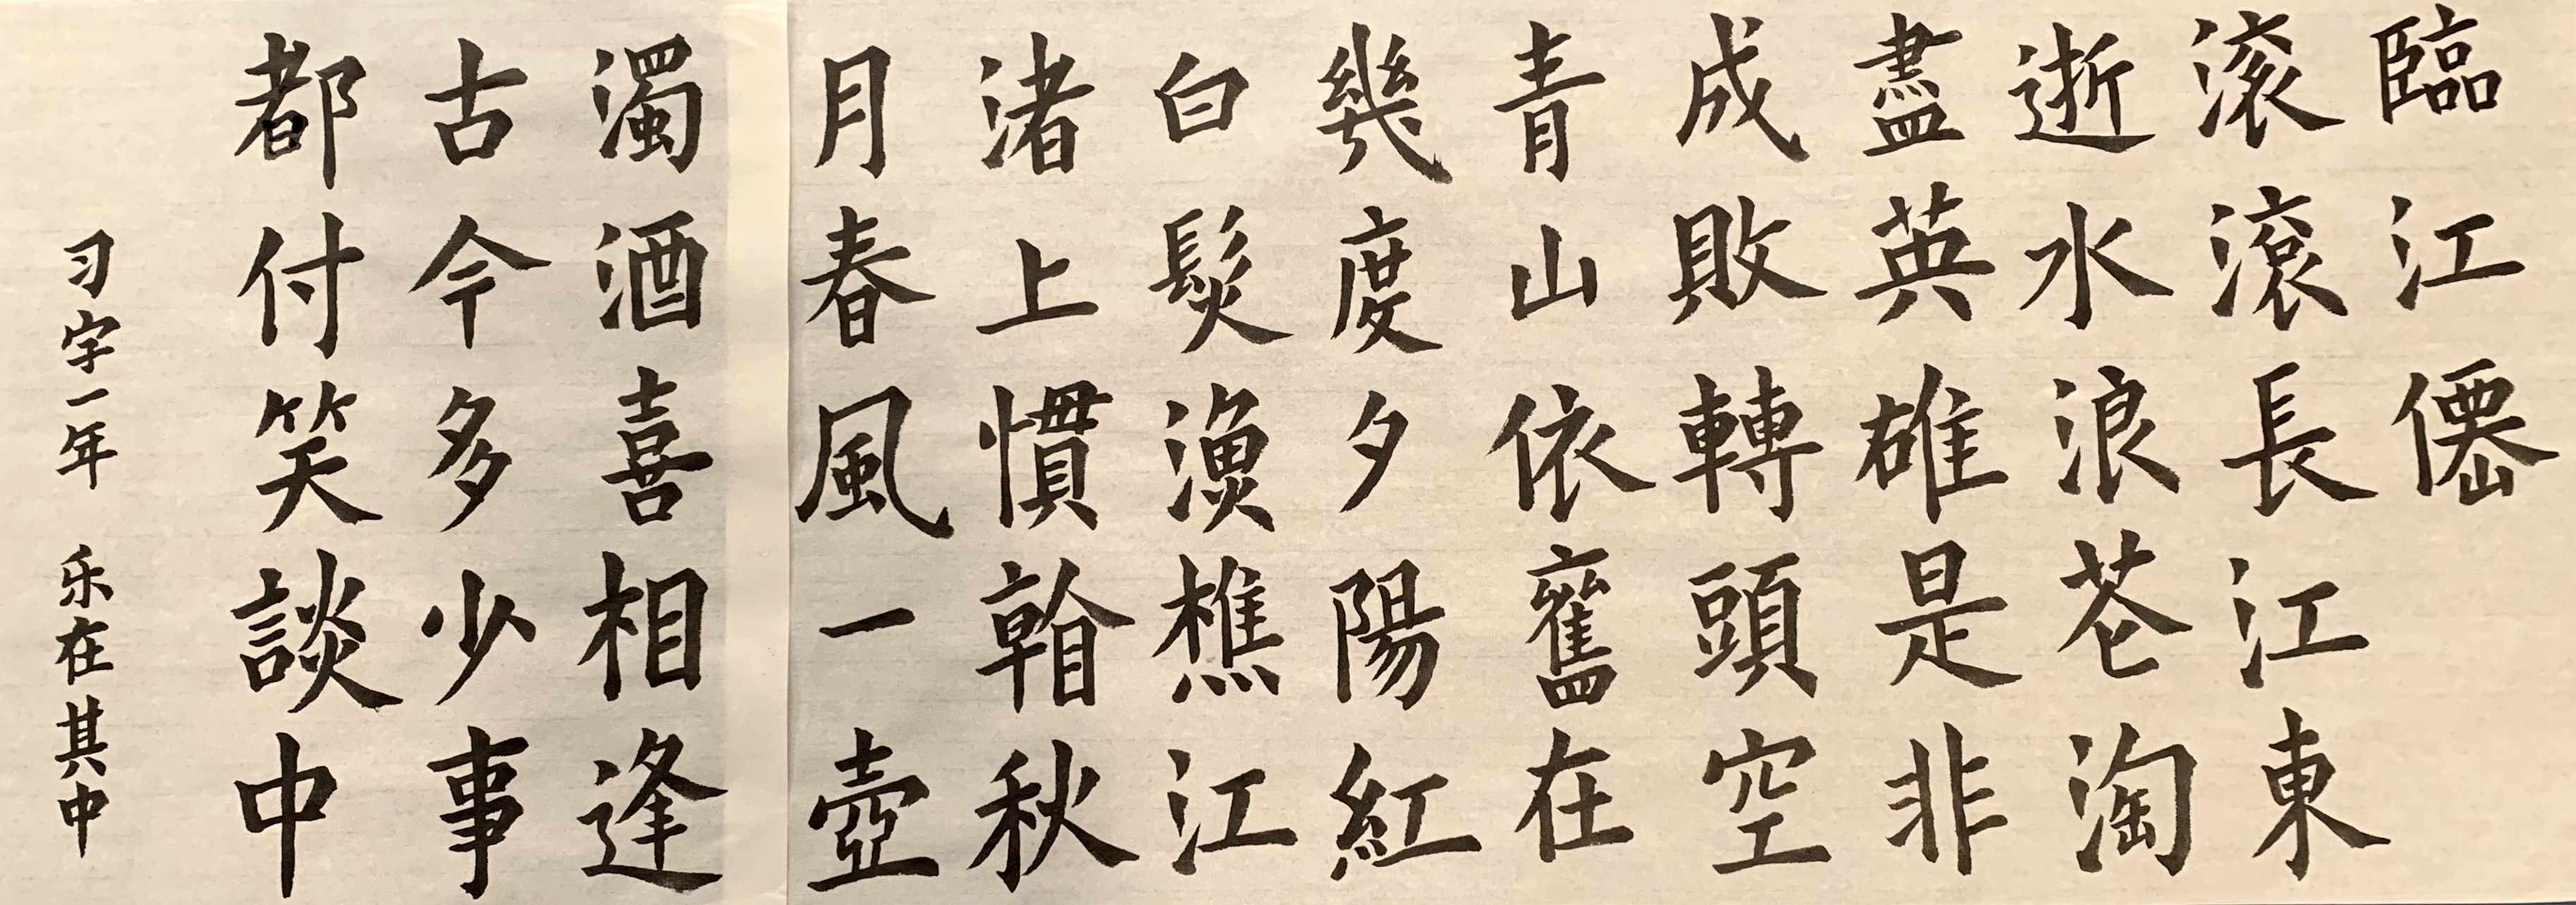 臨江僊
滚滾長江東
逝水浪苍淘
盡英雄是非
成敗轉頭空
青山依舊在
幾度夕陽紅
白髮漁樵江
渚上慣看秋
月春風一壺
濁酒喜相逢
古今多少事
都付笑談中
习字一年 乐在其中